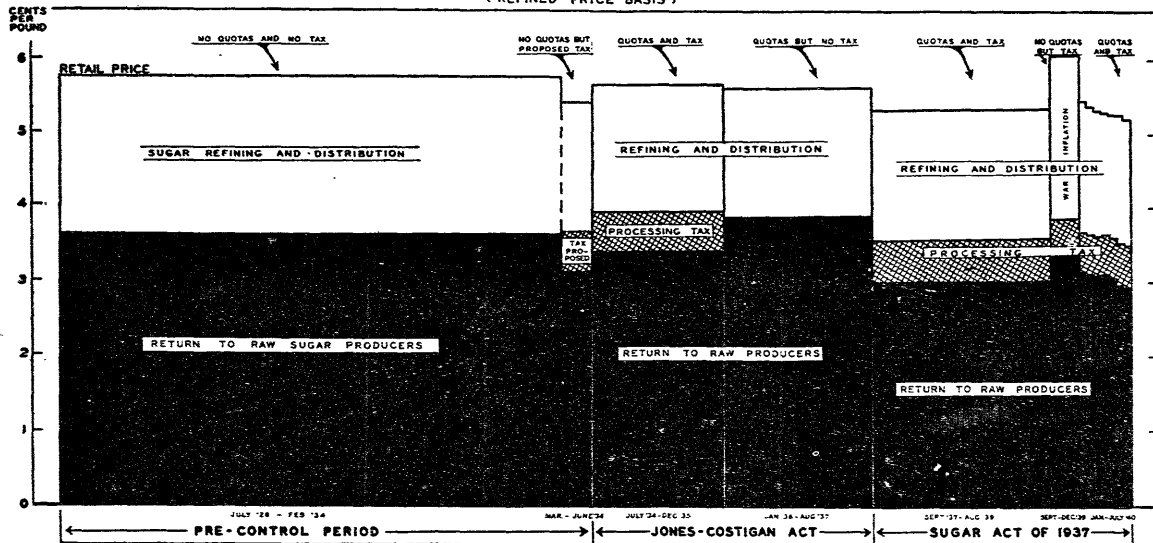 (REFINED PRICE BASIS)
CENTS
PER
POUND
NO QUOTAS AND NO TAX
NO QUOTAS BUT
PROPOSED TAX
QUOTAS AND TAX
QUOTAS BUT NO TAX
QUOTAS AND TAX
NO QUOTAS
BUT TAX
QUOTAS
AND TAX
6
RETAIL PRICE
5
SUGAR REFINING AND DISTRIBUTION
REFINING AND DISTRIBUTION
REFINING AND DISTRIBUTION
WAR INFLATION
4
PROCESSING TAX
TAX
PRO-
POSED
PROCESSING TAX
3
2
RETURN TO RAW SUGAR PRODUCERS
RETURN TO RAW PRODUCERS
RETURN TO RAW PRODUCERS
1
0
JULY '28 - FEB '34
MAR. - JUNE '34
JULY '34-DEC 35
JAN 36-AUG '37
SEPT '37-AUG 39
SEPT-DEC '39
JAN-JULY '40
PRE-CONTROL PERIOD
JONES-COSTIGAN ACT
SUGAR ACT OF 1937